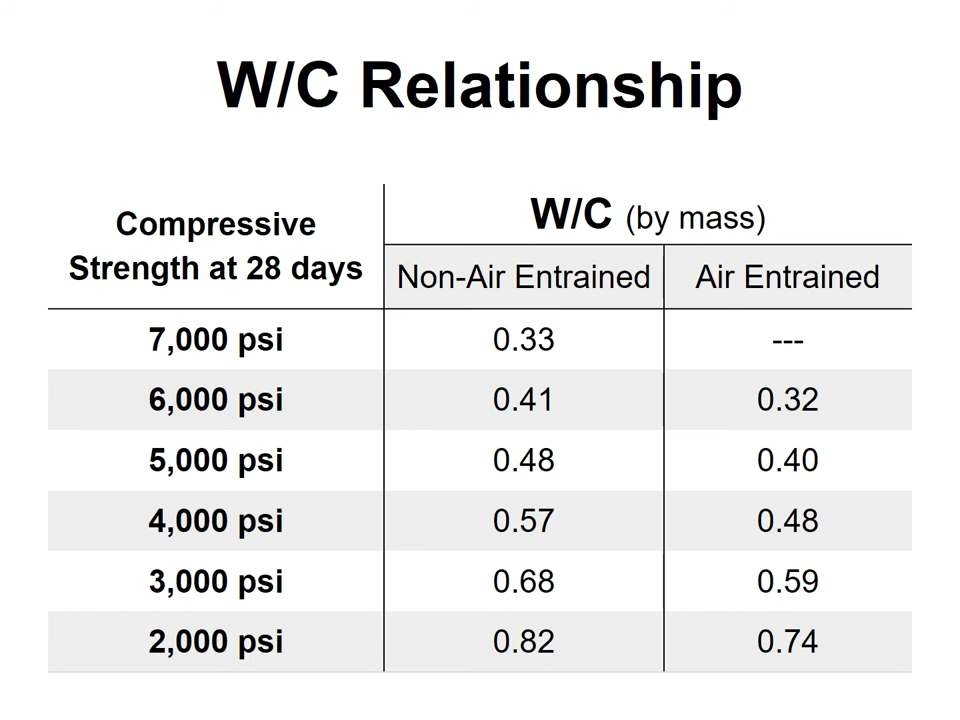 W/C Relationship
Compressive
Strength at 28 days
W/C (by mass)
Non-Air Entrained Air Entrained
7,000 psi 0.33 ---
6,000 psi 0.41 0.32
5,000 psi 0.48 0.40
4,000 psi 0.57 0.48
3,000 psi 0.68 0.59
2,000 psi 0.82 0.74